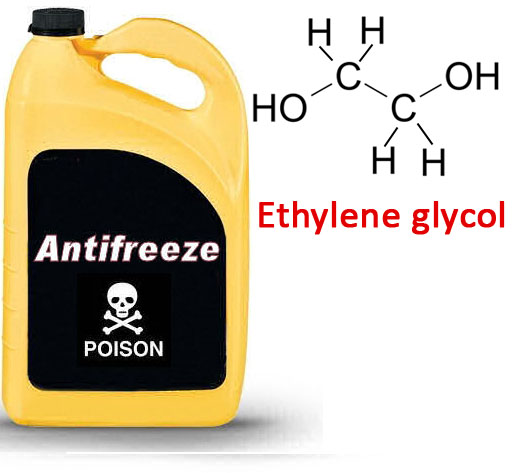 Antifreeze
POISON
H H
HO C OH
C
H H
Ethylene glycol